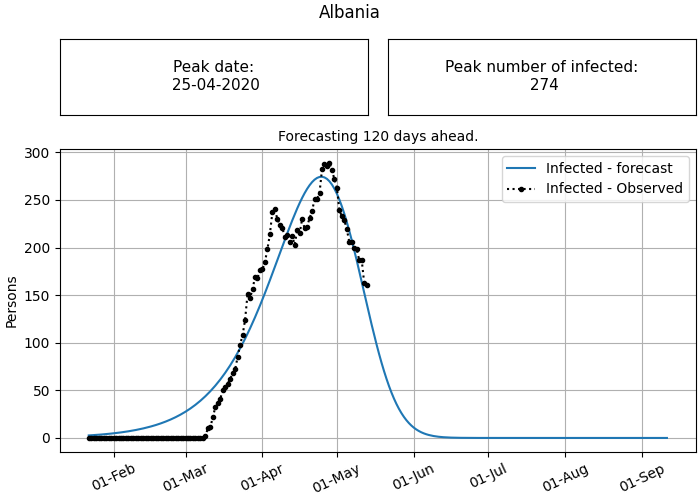 Albania
Peak date:
25-04-2020
Peak number of infected:
274
Forecasting 120 days ahead.
300
250
200
150
100
50
0
Persons
Infected - forecast
Infected - Observed
01-Feb
01-Mar
01-Apr
01-May
01-Jun
01-Jul
01-Aug
01-Sep